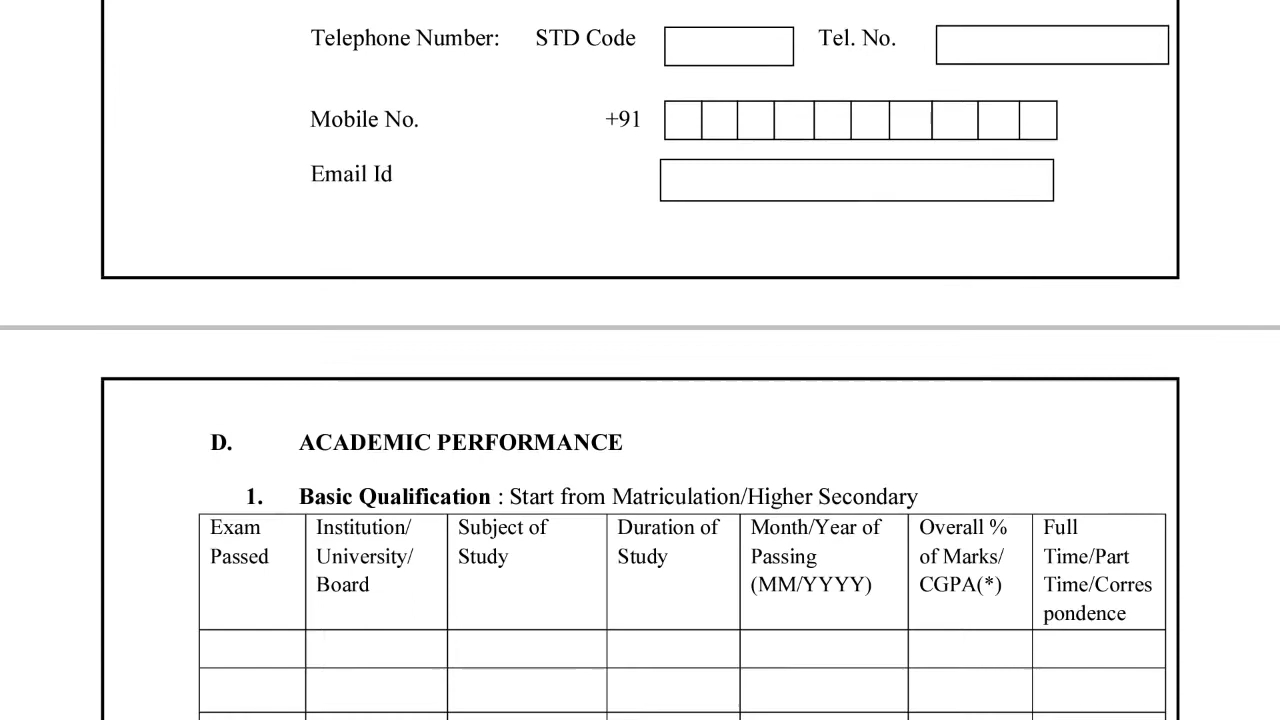 Telephone Number: STD Code Tel. No.
Mobile No. +91
Email Id
D. ACADEMIC PERFORMANCE
1. Basic Qualification : Start from Matriculation/Higher Secondary
Exam Passed
Institution/ University/ Board
Subject of Study
Duration of Study
Month/Year of Passing (MM/YYYY)
Overall % of Marks/ CGPA(*)
Full Time/Part Time/Corres pondence